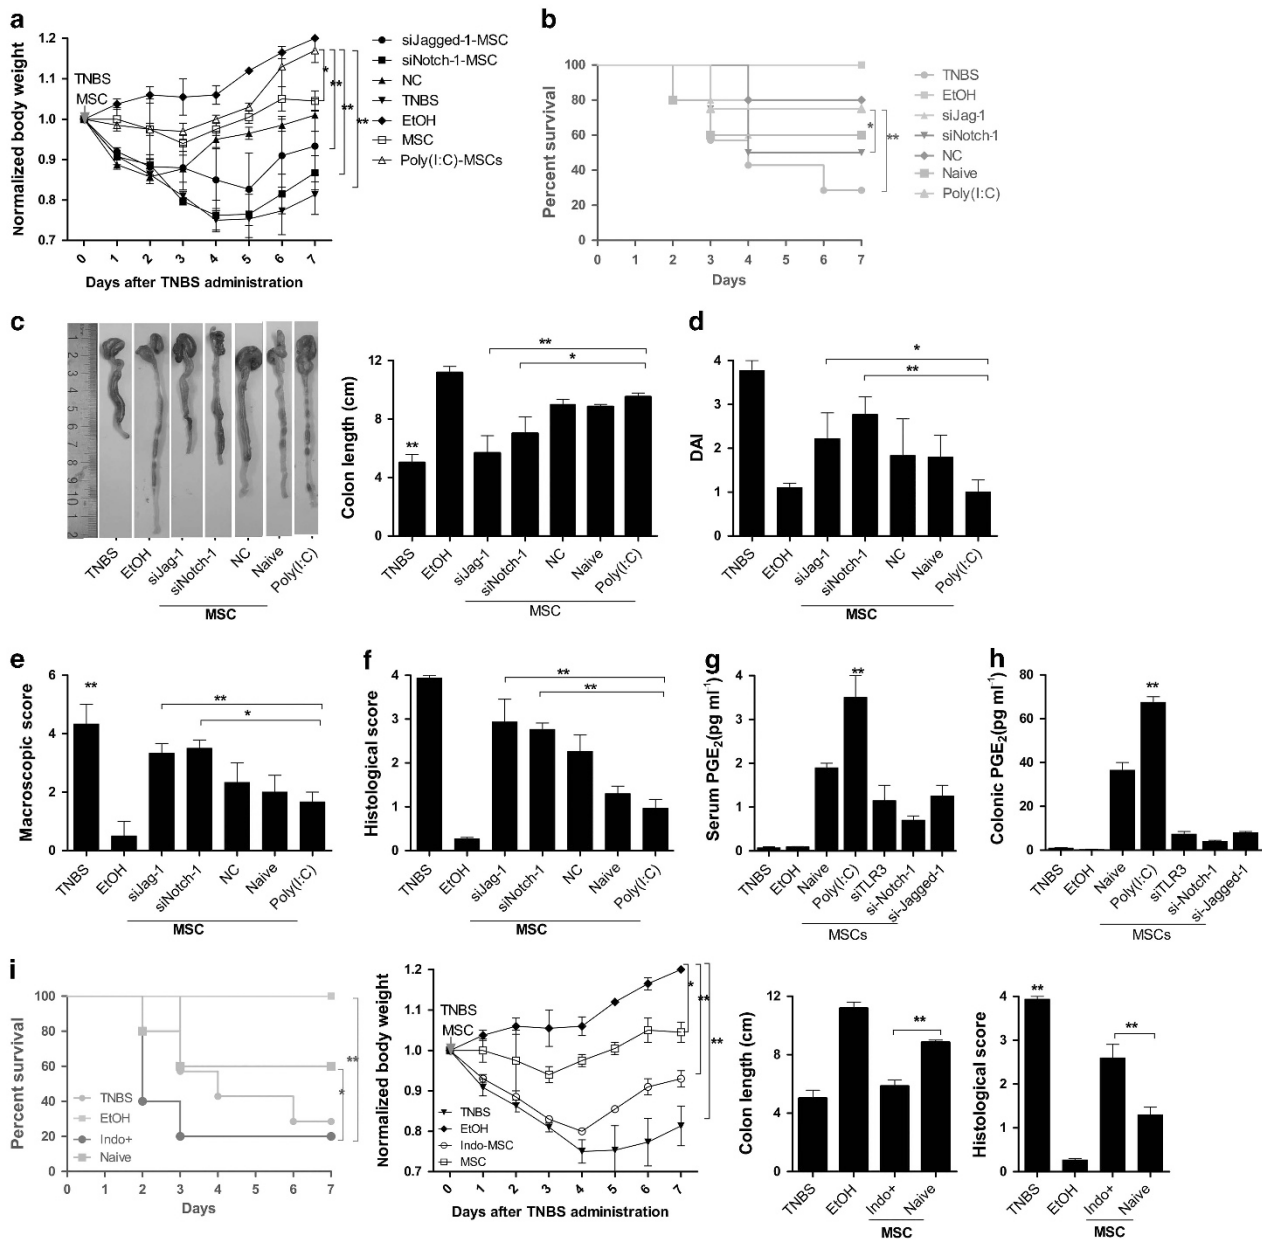 a
Normalized body weight
1.2
1.1
1.0
0.9
0.8
0.7
TNBS
MSC
*
**
**
**
0 1 2 3 4 5 6 7
Days after TNBS administration
siJagged-1-MSC
siNotch-1-MSC
NC
TNBS
EtOH
MSC
Poly(I:C)-MSCs
b
Percent survival
100
80
60
40
20
0
*
**
0 1 2 3 4 5 6 7
Days
TNBS
EtOH
siJag-1
siNotch-1
NC
Naive
Poly(I:C)
c
1 2 3 4 5 6 7 8 9 10 1 2
TNBS EtOH siJag-1 siNotch-1 NC Naive Poly(I:C)
MSC
Colon length (cm)
12
8
4
0
**
**
*
TNBS EtOH siJag-1 siNotch-1 NC Naive Poly(I:C)
MSC
d
DAI
4
3
2
1
0
*
**
TNBS EtOH siJag-1 siNotch-1 NC Naive Poly(I:C)
MSC
e
Macroscopic score
6
4
2
0
**
**
*
TNBS EtOH siJag-1 siNotch-1 NC Naive Poly(I:C)
MSC
f
Histological score
4
3
2
1
0
**
**
TNBS EtOH siJag-1 siNotch-1 NC Naive Poly(I:C)
MSC
g
Serum PGE2(pg ml-1)
4
3
2
1
0
**
TNBS EtOH Naive Poly(I:C) siTLR3 si-Notch-1 si-Jagged-1
MSCs
h
Colonic PGE2(pg ml-1)
80
60
40
20
0
**
TNBS EtOH Naive Poly(I:C) siTLR3 si-Notch-1 si-Jagged-1
MSCs
i
Percent survival
100
80
60
40
20
0
TNBS
EtOH
Indo+
Naive
*
**
0 1 2 3 4 5 6 7
Days
Normalized body weight
1.2
1.1
1.0
0.9
0.8
0.7
TNBS
MSC
TNBS
EtOH
Indo-MSC
MSC
*
**
**
0 1 2 3 4 5 6 7
Days after TNBS administration
Colon length (cm)
12
8
4
0
**
TNBS EtOH Indo+ Naive
MSC
Histological score
4
3
2
1
0
**
**
TNBS EtOH Indo+ Naive
MSC